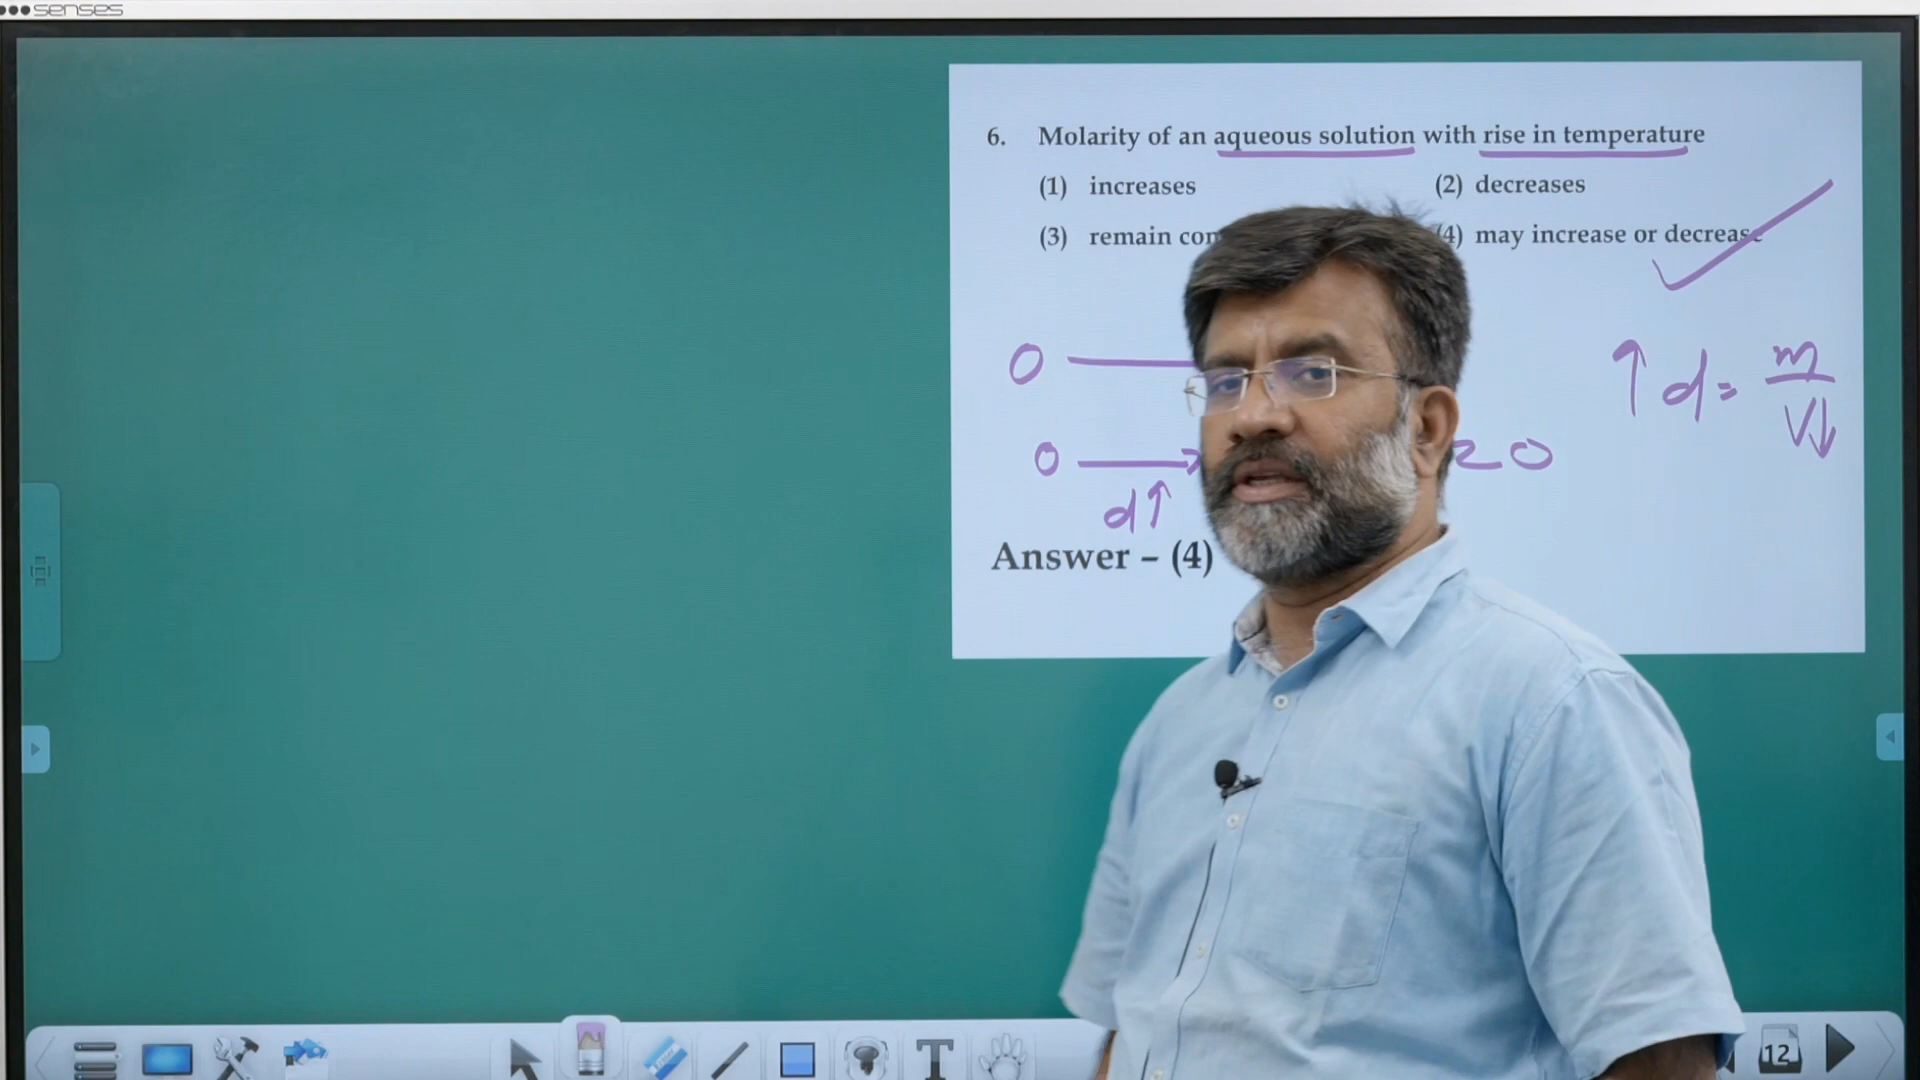 senses
6. Molarity of an aqueous solution with rise in temperature
(1) increases (2) decreases
(3) remain (4) may increase or decrease
0
↑ d = m/V↓
0 → 20
d↑
Answer – (4)
T
12